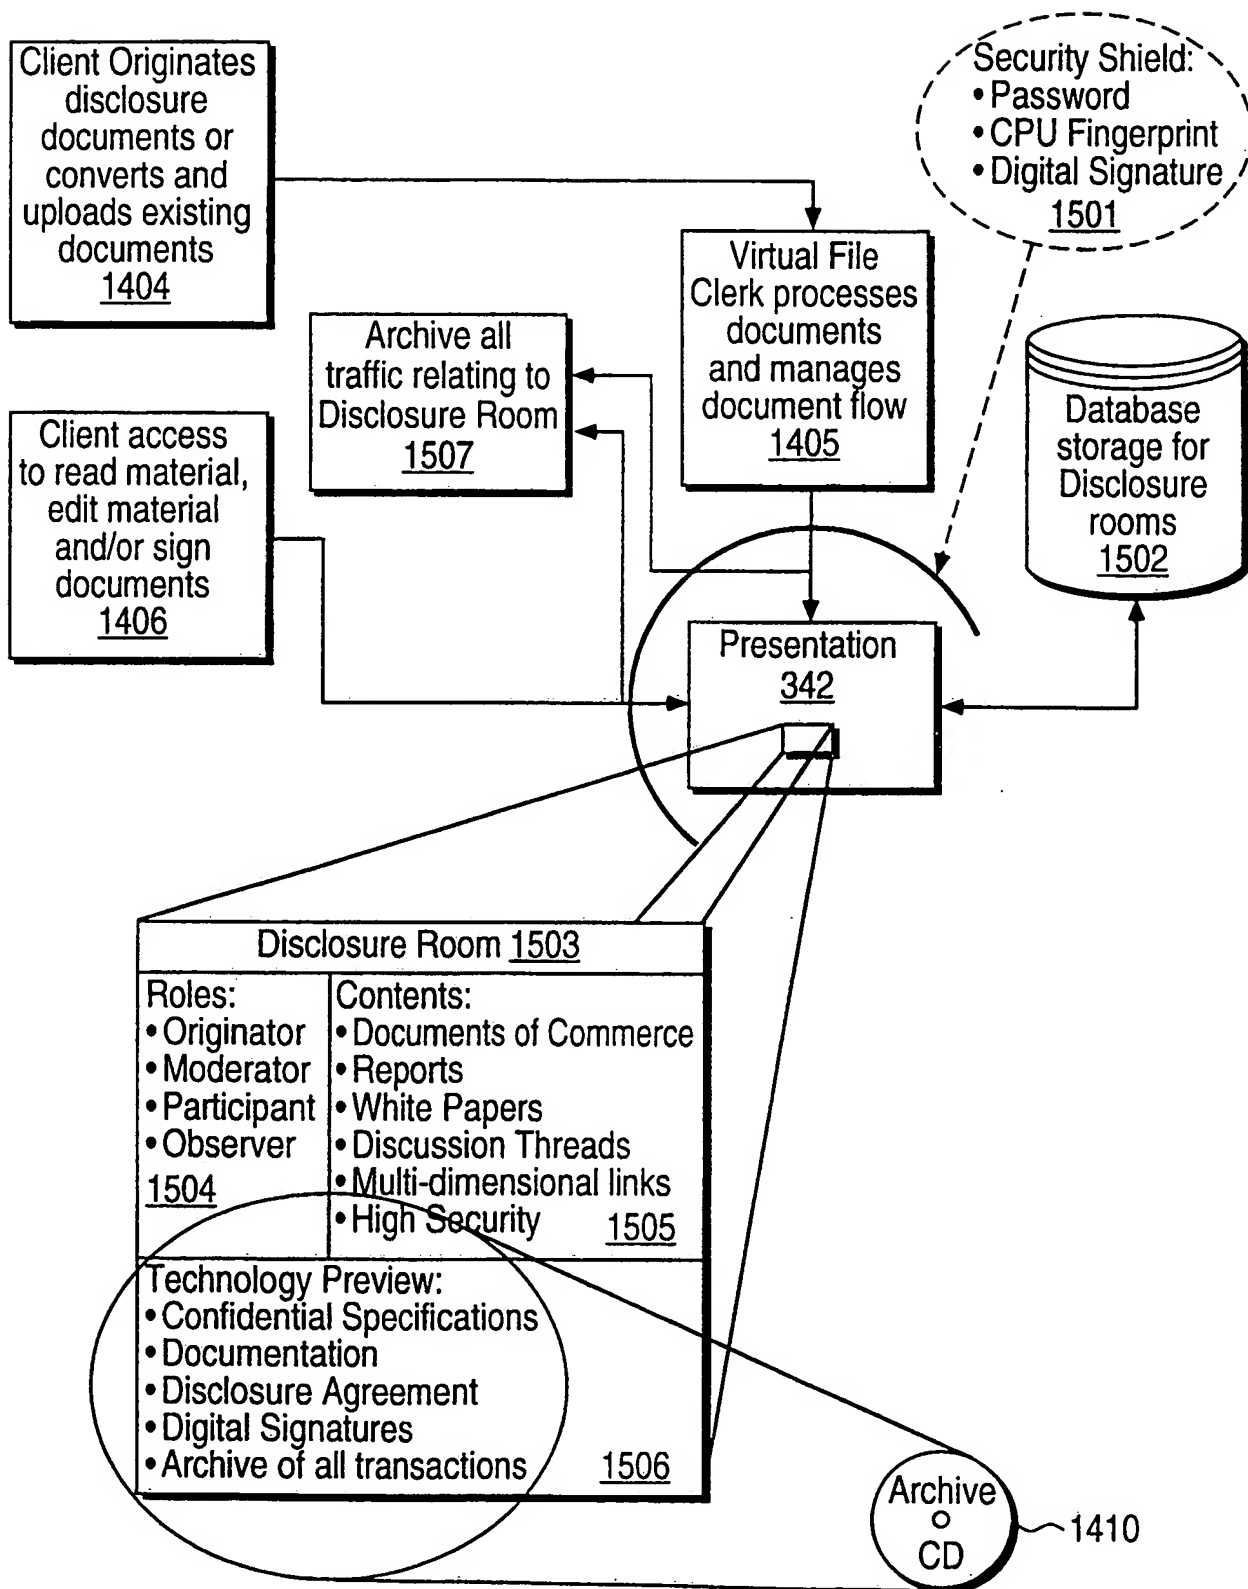 Client Originates
disclosure
documents or
converts and
uploads existing
documents
1404
Security Shield:
• Password
• CPU Fingerprint
• Digital Signature
1501
Virtual File
Clerk processes
documents
and manages
document flow
1405
Archive all
traffic relating to
Disclosure Room
1507
Database
storage for
Disclosure
rooms
1502
Client access
to read material,
edit material
and/or sign
documents
1406
Presentation
342
Disclosure Room 1503
Roles:
• Originator
• Moderator
• Participant
• Observer
1504
Contents:
• Documents of Commerce
• Reports
• White Papers
• Discussion Threads
• Multi-dimensional links
• High Security 1505
Technology Preview:
• Confidential Specifications
• Documentation
• Disclosure Agreement
• Digital Signatures
• Archive of all transactions 1506
Archive
CD
1410